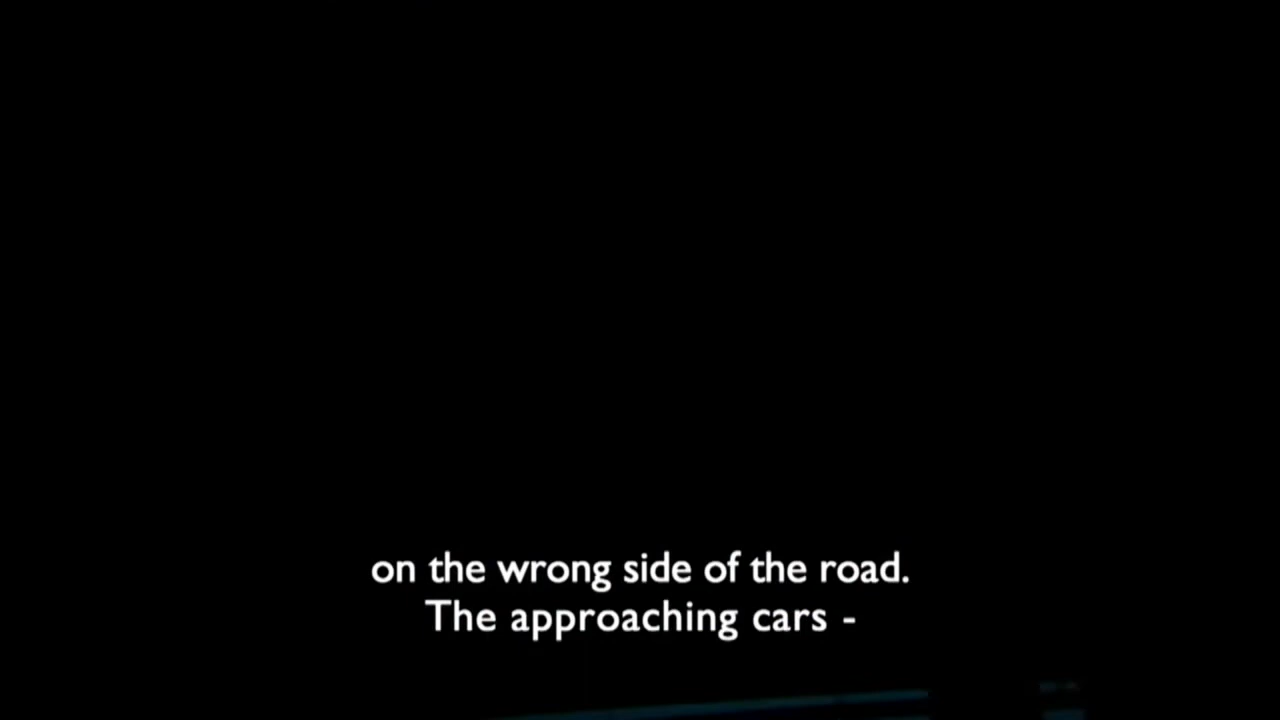 on the wrong side of the road.
The approaching cars -